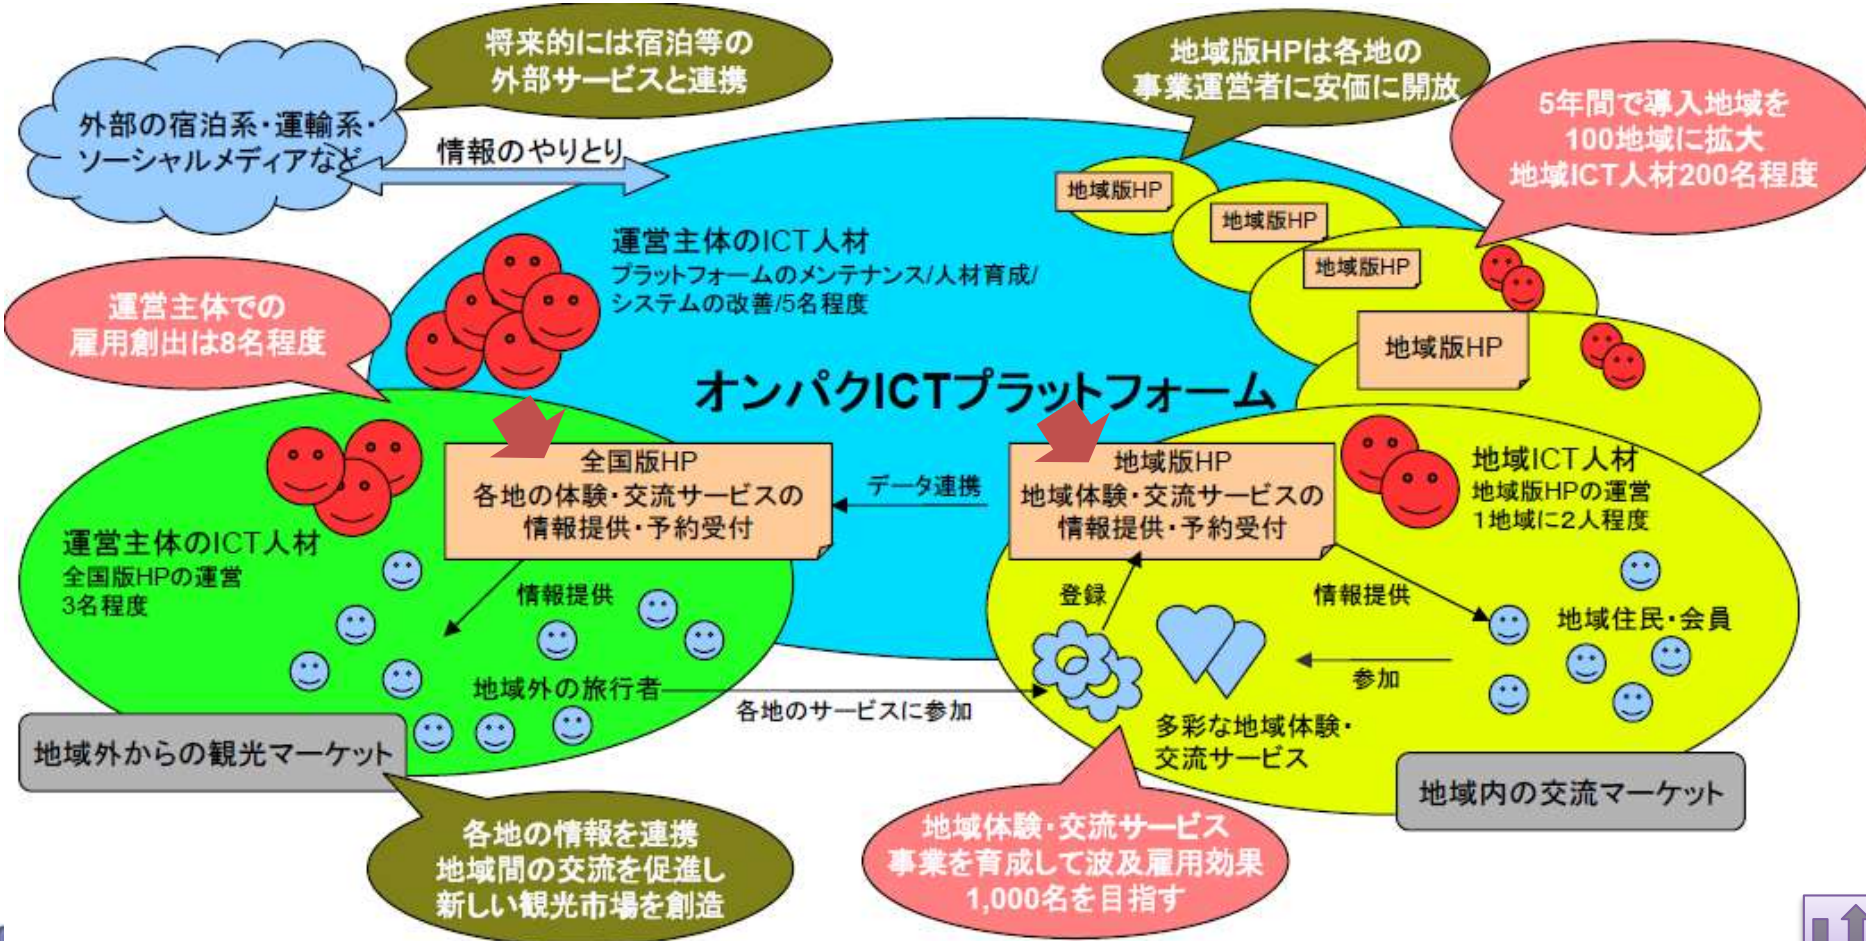 将来的には宿泊等の
外部サービスと連携
地域版HPは各地の
事業運営者に安価に開放
5年間で導入地域を
100地域に拡大
地域ICT人材200名程度
外部の宿泊系・運輸系・
ソーシャルメディアなど
情報のやりとり
地域版HP
地域版HP
地域版HP
地域版HP
運営主体のICT人材
プラットフォームのメンテナンス/人材育成/
システムの改善/5名程度
運営主体での
雇用創出は8名程度
オンパクICTプラットフォーム
全国版HP
各地の体験・交流サービスの
情報提供・予約受付
データ連携
地域版HP
地域体験・交流サービスの
情報提供・予約受付
地域ICT人材
地域版HPの運営
1地域に2人程度
運営主体のICT人材
全国版HPの運営
3名程度
情報提供
登録
情報提供
地域住民・会員
参加
地域外の旅行者
各地のサービスに参加
多彩な地域体験・
交流サービス
地域外からの観光マーケット
地域内の交流マーケット
各地の情報を連携
地域間の交流を促進し
新しい観光市場を創造
地域体験・交流サービス
事業を育成して波及雇用効果
1,000名を目指す